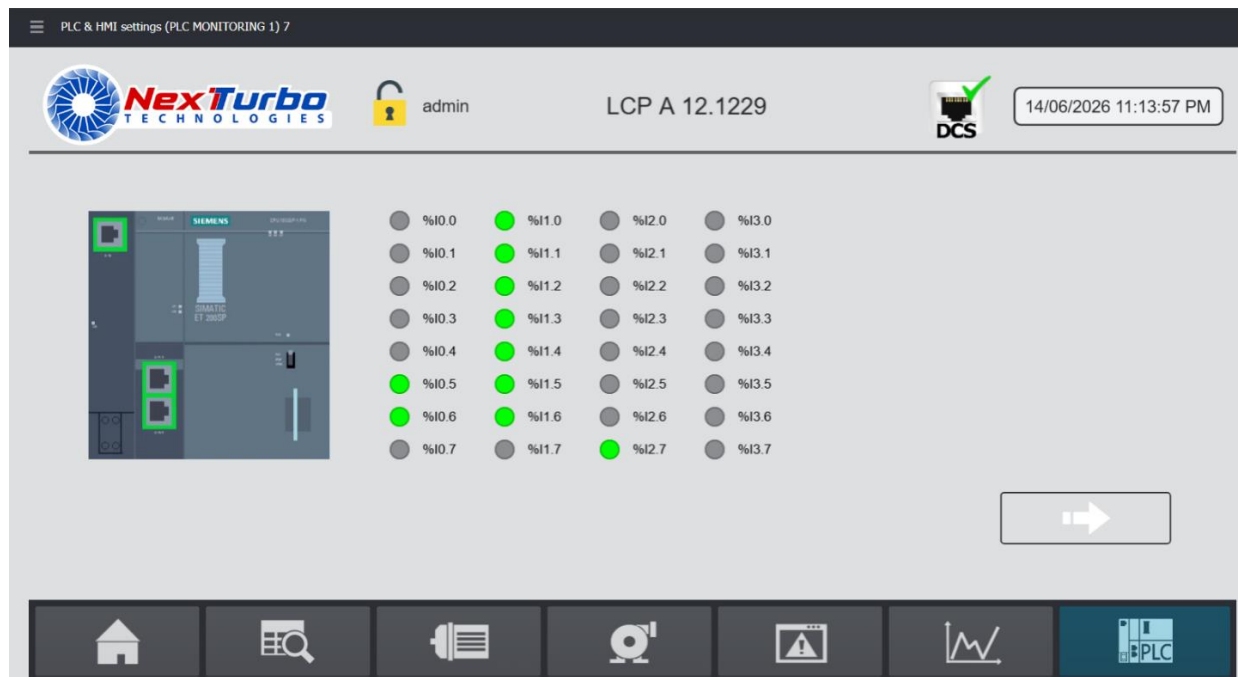 PLC & HMI settings (PLC MONITORING 1) 7
NexTurbo
TECHNOLOGIES
admin
LCP A 12.1229
DCS
14/06/2026 11:13:57 PM
SIEMENS
SIMATIC
ET 200SP
%I0.0 %I1.0 %I2.0 %I3.0
%I0.1 %I1.1 %I2.1 %I3.1
%I0.2 %I1.2 %I2.2 %I3.2
%I0.3 %I1.3 %I2.3 %I3.3
%I0.4 %I1.4 %I2.4 %I3.4
%I0.5 %I1.5 %I2.5 %I3.5
%I0.6 %I1.6 %I2.6 %I3.6
%I0.7 %I1.7 %I2.7 %I3.7
PLC